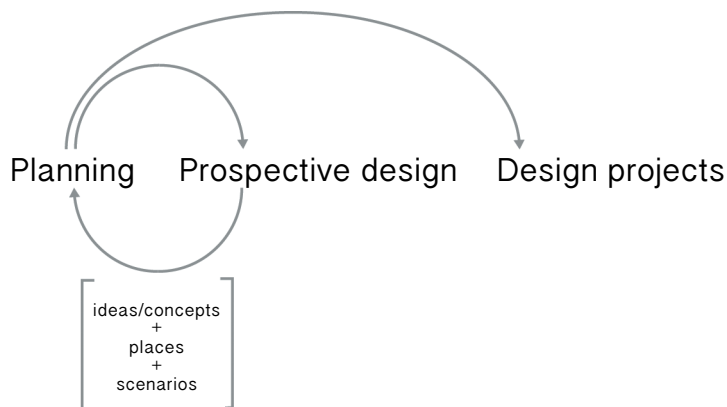 Planning Prospective design Design projects
ideas/concepts
+
places
+
scenarios